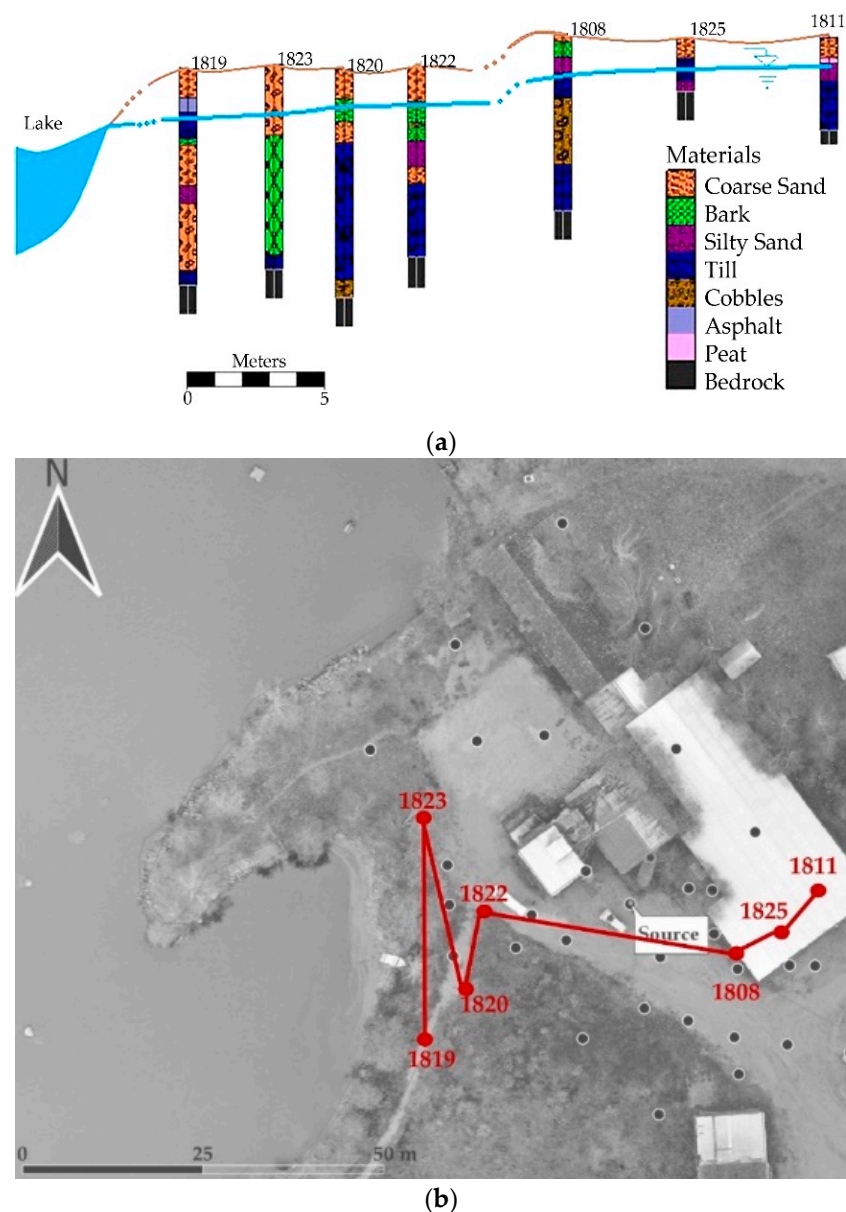 1819
1823
1820
1822
1808
1825
1811
Lake
Materials
Coarse Sand
Bark
Silty Sand
Till
Cobbles
Asphalt
Peat
Bedrock
Meters
0 5
(a)
N
1823
1822
1811
1825
Source
1820
1808
1819
0 25 50 m
(b)